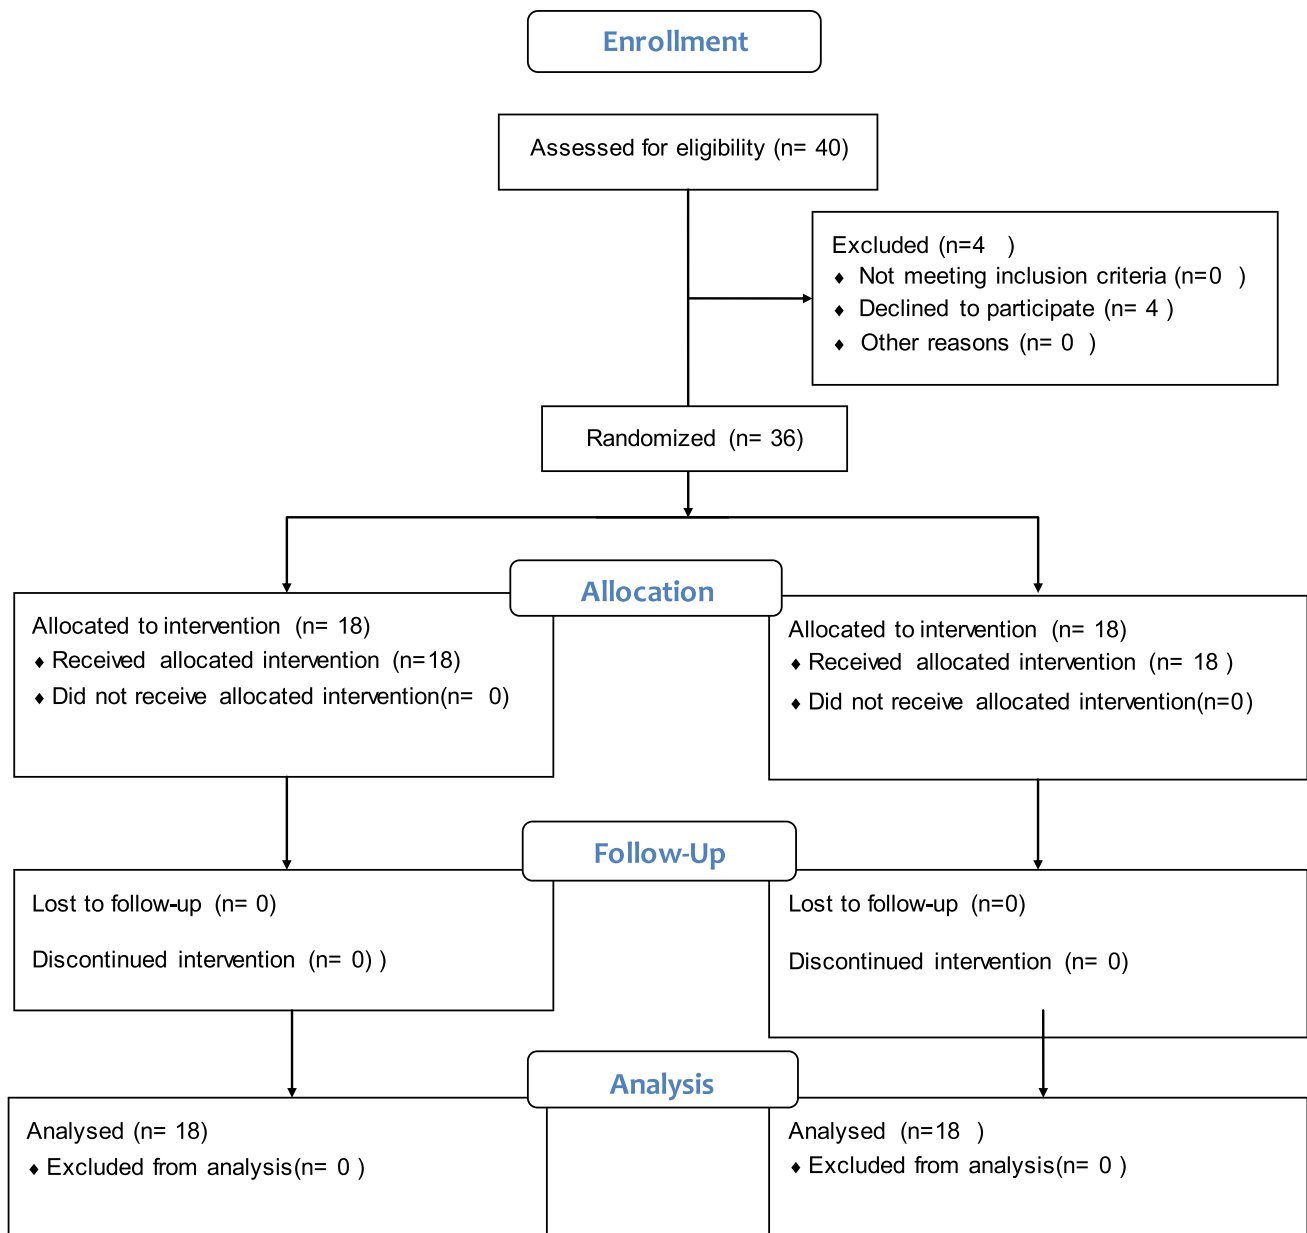 Enrollment
Assessed for eligibility (n= 40)
Excluded (n=4 )
♦ Not meeting inclusion criteria (n=0 )
♦ Declined to participate (n= 4 )
♦ Other reasons (n= 0 )
Randomized (n= 36)
Allocation
Allocated to intervention (n= 18)
♦ Received allocated intervention (n=18)
♦ Did not receive allocated intervention(n= 0)
Allocated to intervention (n= 18)
♦ Received allocated intervention (n= 18 )
♦ Did not receive allocated intervention(n=0)
Follow-Up
Lost to follow-up (n= 0)
Discontinued intervention (n= 0) )
Lost to follow-up (n=0)
Discontinued intervention (n= 0)
Analysis
Analysed (n= 18)
♦ Excluded from analysis(n= 0 )
Analysed (n=18 )
♦ Excluded from analysis(n= 0 )